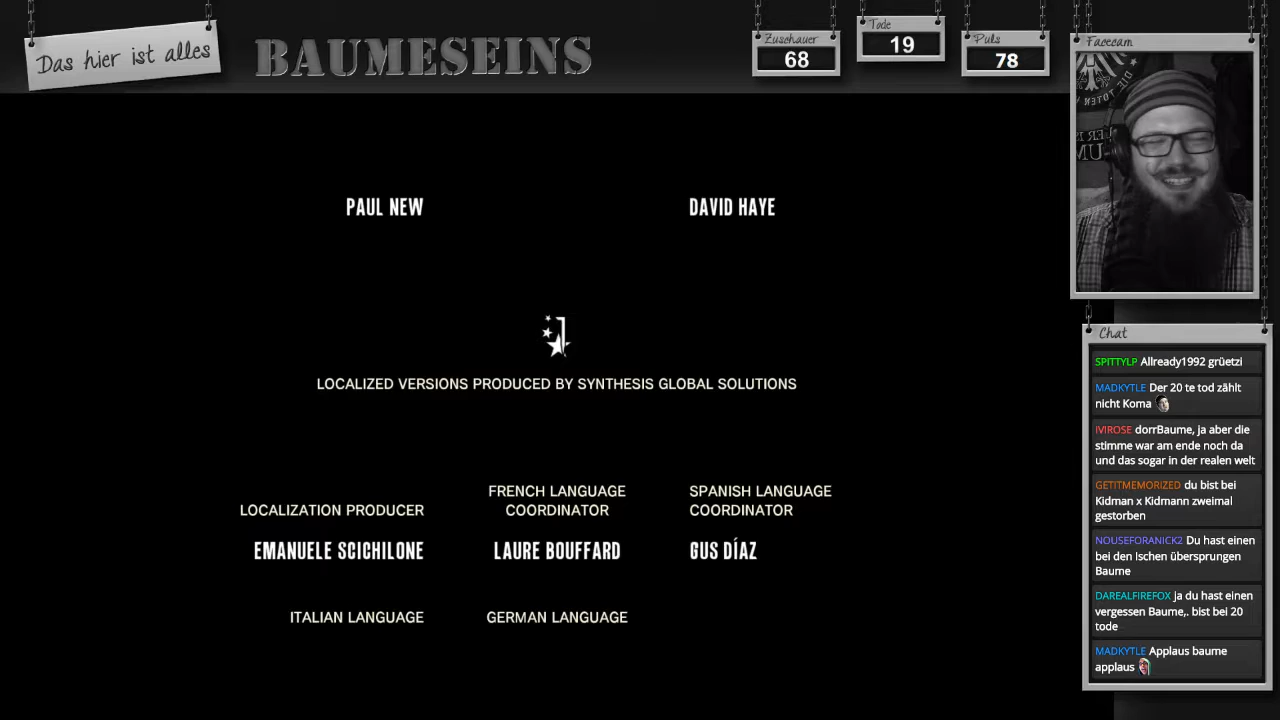 Das hier ist alles
BAUMESEINS
Zuschauer
68
Tode
19
Puls
78
Facecam
PAUL NEW
DAVID HAYE
LOCALIZED VERSIONS PRODUCED BY SYNTHESIS GLOBAL SOLUTIONS
LOCALIZATION PRODUCER
EMANUELE SCICHILONE
FRENCH LANGUAGE
COORDINATOR
LAURE BOUFFARD
SPANISH LANGUAGE
COORDINATOR
GUS DÍAZ
ITALIAN LANGUAGE
GERMAN LANGUAGE
Chat
SPITTYLP Allready1992 grüetzi
MADKYTLE Der 20 te tod zählt
nicht Koma
IVIROSE dorrBaume, ja aber die
stimme war am ende noch da
und das sogar in der realen welt
GETITMEMORIZED du bist bei
Kidman x Kidmann zweimal
gestorben
NOUSEFORANICK2 Du hast einen
bei den Ischen übersprungen
Baume
DAREALFIREFOX Ja du hast einen
vergessen Baume,. bist bei 20
tode
MADKYTLE Applaus baume
applaus